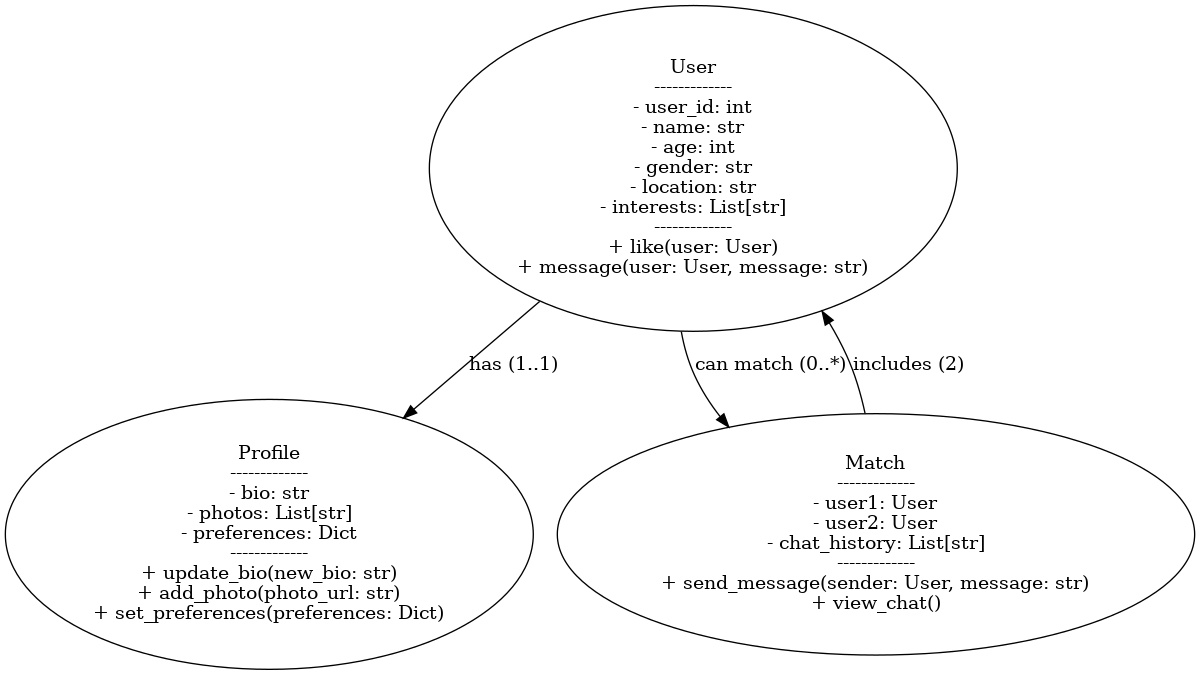 User
-------------
- user_id: int
- name: str
- age: int
- gender: str
- location: str
- interests: List[str]
-------------
+ like(user: User)
+ message(user: User, message: str)
has (1..1)
can match (0..*)
includes (2)
Profile
-------------
- bio: str
- photos: List[str]
- preferences: Dict
-------------
+ update_bio(new_bio: str)
+ add_photo(photo_url: str)
+ set_preferences(preferences: Dict)
Match
-------------
- user1: User
- user2: User
- chat_history: List[str]
-------------
+ send_message(sender: User, message: str)
+ view_chat()